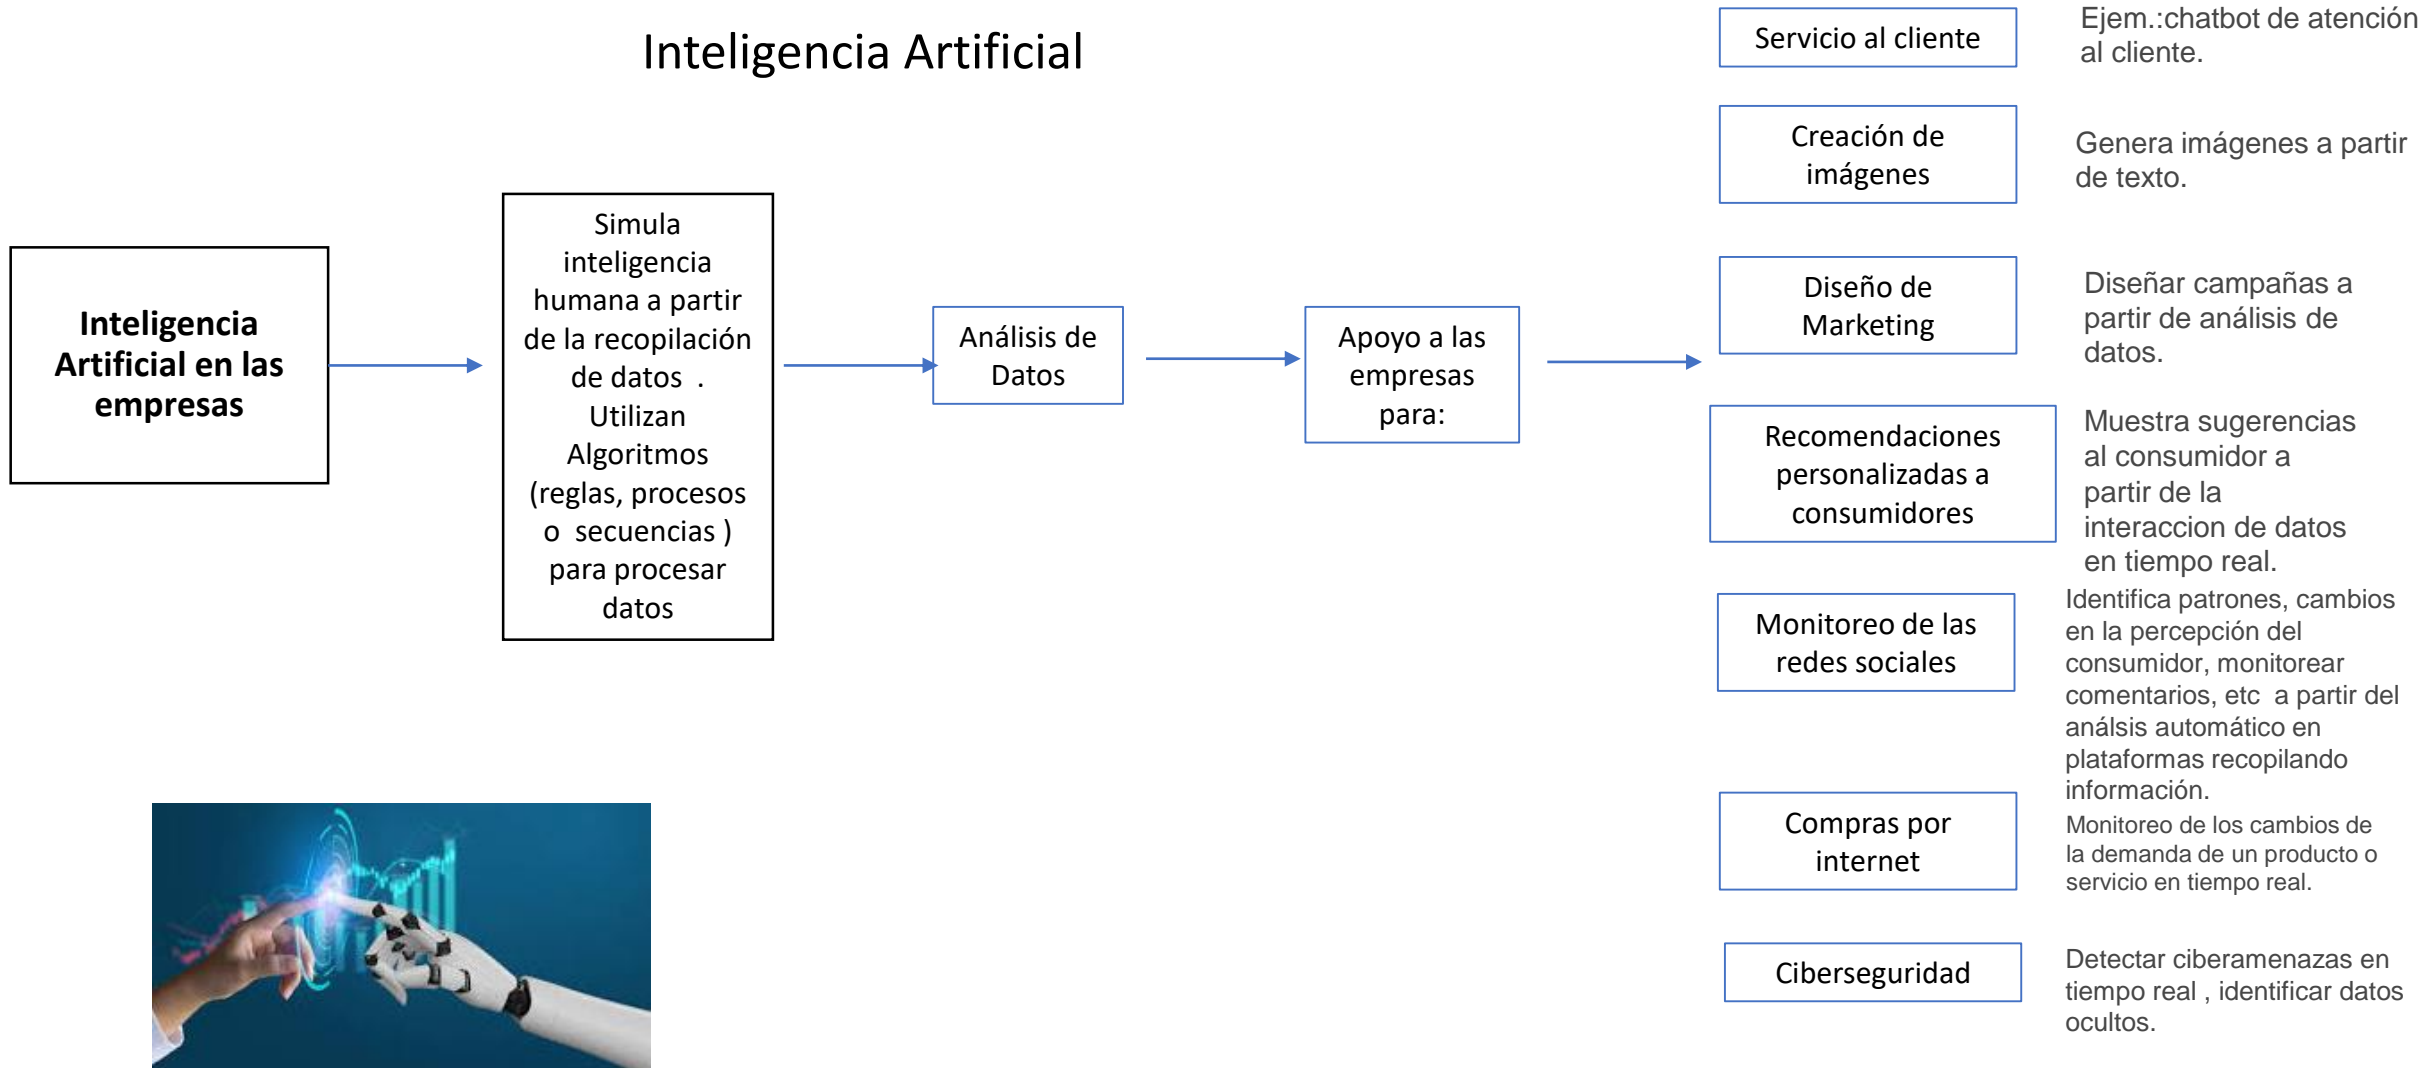 Inteligencia Artificial
Inteligencia
Artificial en las
empresas
Simula
inteligencia
humana a partir
de la recopilación
de datos .
Utilizan
Algoritmos
(reglas, procesos
o secuencias )
para procesar
datos
Análisis de
Datos
Apoyo a las
empresas
para:
Servicio al cliente
Ejem.:chatbot de atención
al cliente.
Creación de
imágenes
Genera imágenes a partir
de texto.
Diseño de
Marketing
Diseñar campañas a
partir de análisis de
datos.
Recomendaciones
personalizadas a
consumidores
Muestra sugerencias
al consumidor a
partir de la
interaccion de datos
en tiempo real.
Monitoreo de las
redes sociales
Identifica patrones, cambios
en la percepción del
consumidor, monitorear
comentarios, etc a partir del
análsis automático en
plataformas recopilando
información.
Compras por
internet
Monitoreo de los cambios de
la demanda de un producto o
servicio en tiempo real.
Ciberseguridad
Detectar ciberamenazas en
tiempo real , identificar datos
ocultos.